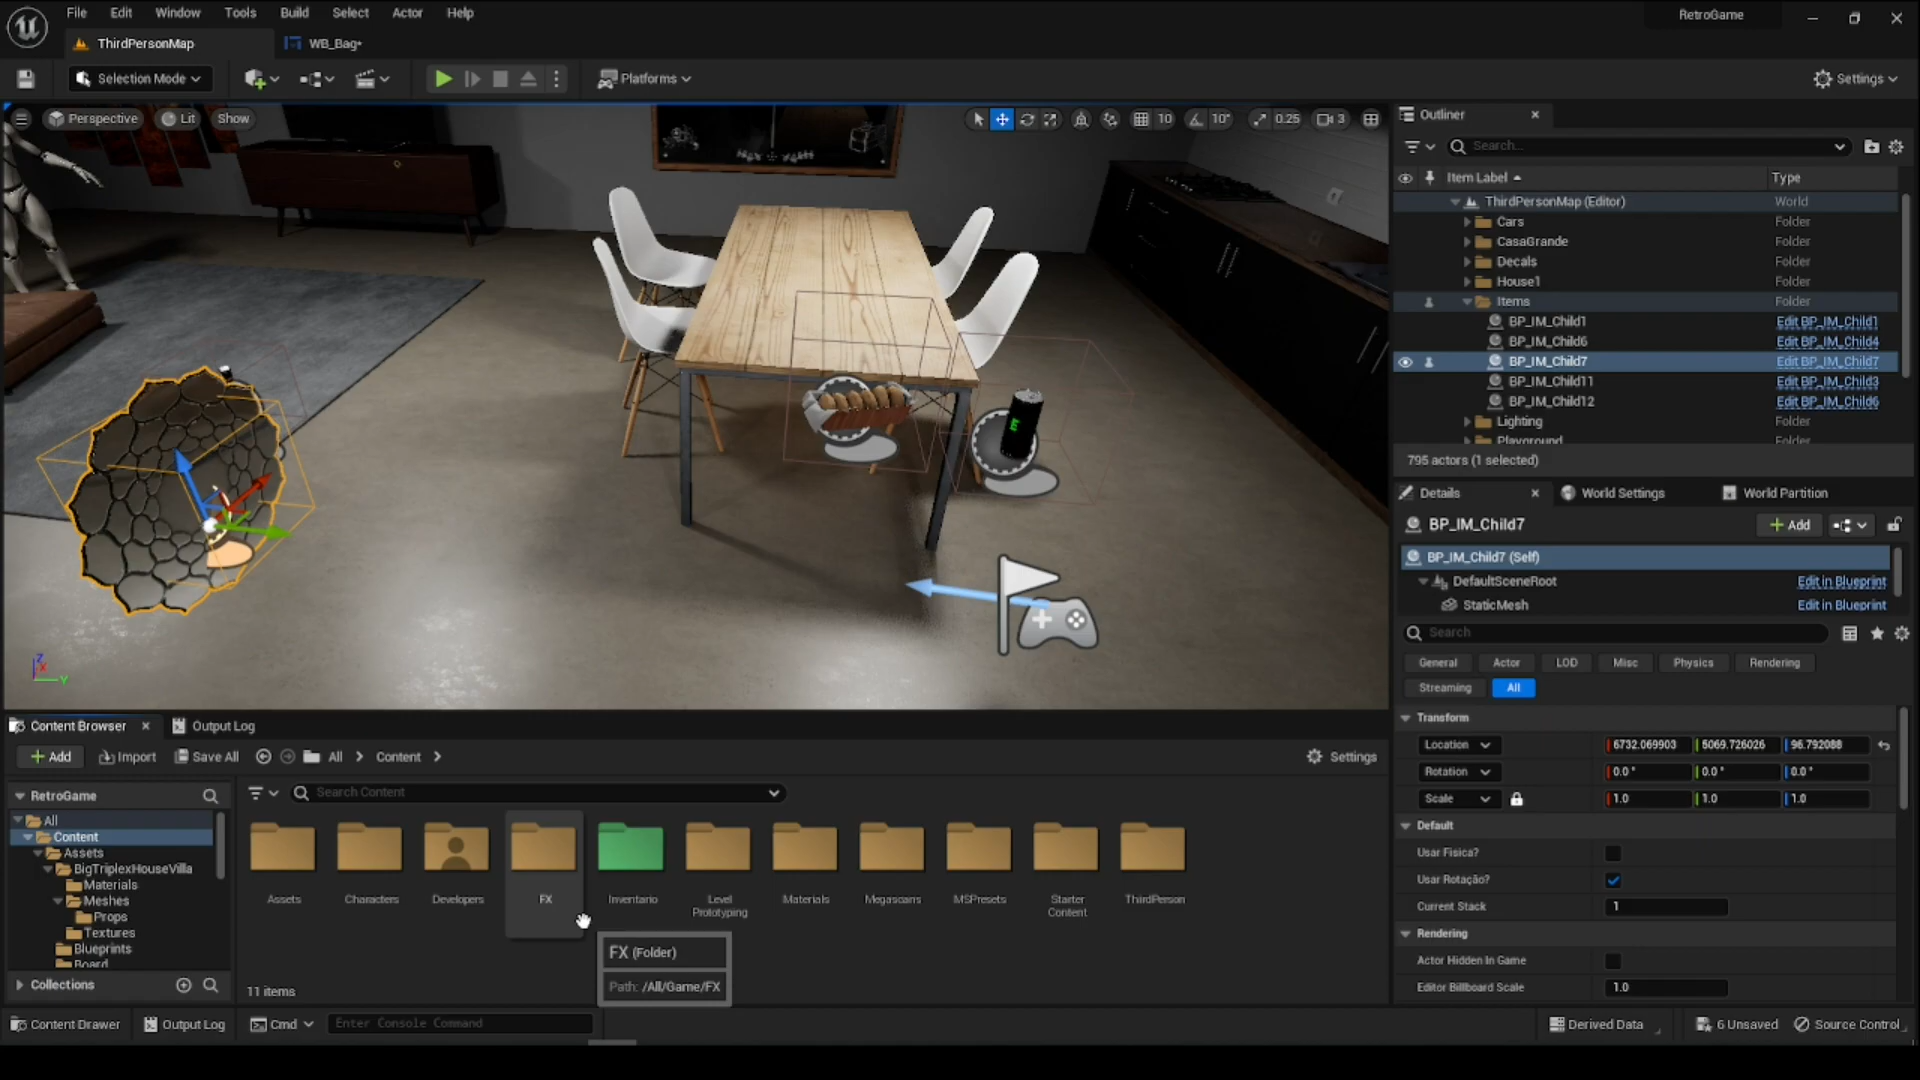 File Edit Window Tools Build Select Actor Help
RetroGame
ThirdPersonMap
WB_Bag*
Selection Mode
Platforms
Settings
Perspective
Lit
Show
10
10°
0.25
3
Outliner
Search...
Item Label
Type
ThirdPersonMap (Editor) World
Cars Folder
CasaGrande Folder
Decals Folder
House1 Folder
Items Folder
BP_IM_Child1 Edit BP_IM_Child1
BP_IM_Child6 Edit BP_IM_Child4
BP_IM_Child7 Edit BP_IM_Child7
BP_IM_Child11 Edit BP_IM_Child3
BP_IM_Child12 Edit BP_IM_Child6
Lighting Folder
Playground
795 actors (1 selected)
Details
World Settings
World Partition
BP_IM_Child7
Add
BP_IM_Child7 (Self)
DefaultSceneRoot Edit in Blueprint
StaticMesh Edit in Blueprint
Search
General Actor LOD Misc Physics Rendering
Streaming All
Transform
Location 6732.069903 5069.726026 96.792088
Rotation 0.0° 0.0° 0.0°
Scale 1.0 1.0 1.0
Default
Usar Fisica?
Usar Rotação?
Current Stack 1
Rendering
Actor Hidden In Game
Editor Billboard Scale 1.0
Content Browser
Output Log
Add Import Save All All Content
Settings
RetroGame
Search Content
All
Content
Assets
BigTriplexHouseVilla
Materials
Meshes
Props
Textures
Blueprints
Board
Collections
Assets
Characters
Developers
FX
Inventario
Level
Prototyping
Materials
Megascans
MSPresets
Starter
Content
ThirdPerson
FX (Folder)
Path: /All/Game/FX
11 items
Content Drawer
Output Log
Cmd
Enter Console Command
Derived Data
6 Unsaved
Source Control